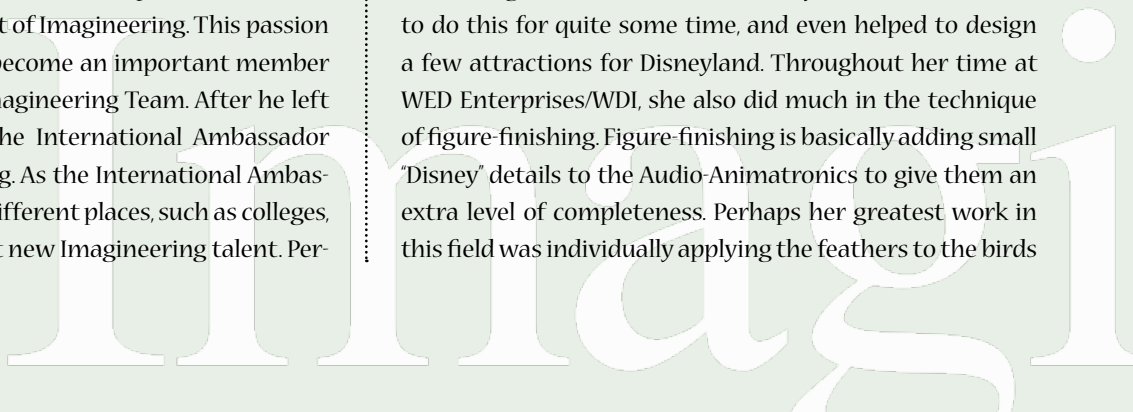 t of Imagineering. This passion
ecome an important member
agineering Team. After he left
he International Ambassador
g. As the International Ambas-
ifferent places, such as colleges,
t new Imagineering talent. Per-
to do this for quite some time, and even helped to design
a few attractions for Disneyland. Throughout her time at
WED Enterprises/WDI, she also did much in the technique
of figure-finishing. Figure-finishing is basically adding small
“Disney” details to the Audio-Animatronics to give them an
extra level of completeness. Perhaps her greatest work in
this field was individually applying the feathers to the birds
Imagi